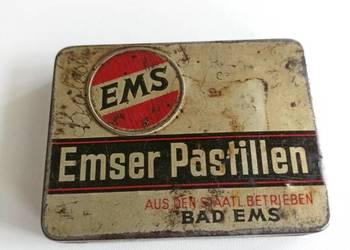 EMS
Emser Pastillen
AUS DEN STAATL. BETRIEBEN
BAD EMS